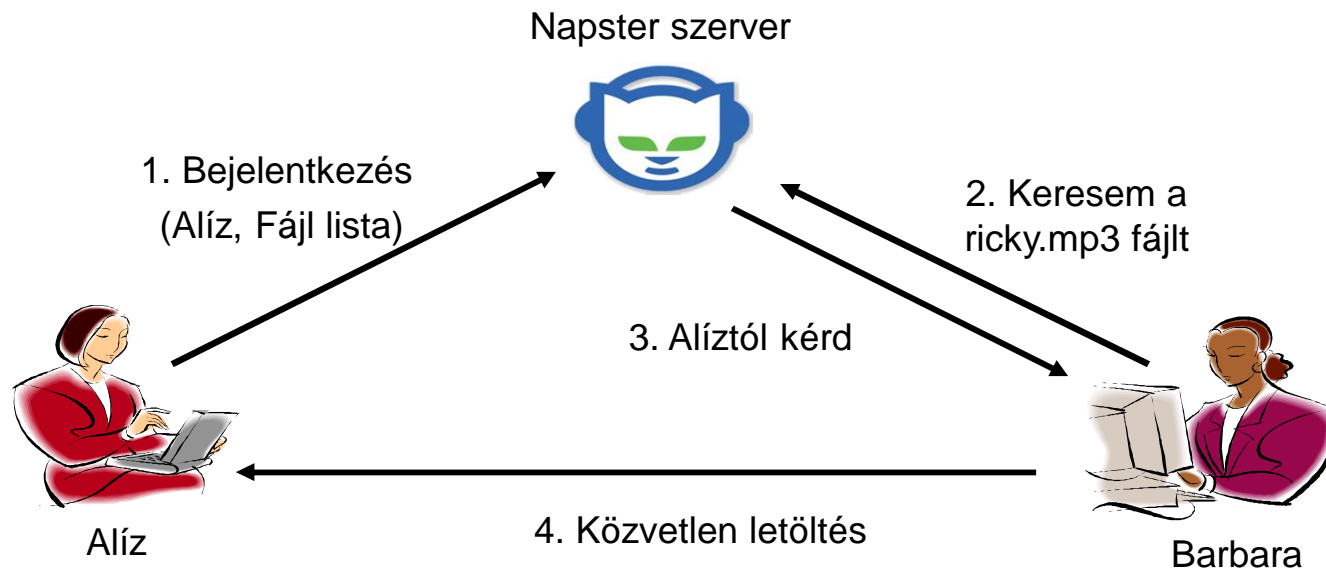 Napster szerver
1. Bejelentkezés
(Alíz, Fájl lista)
2. Keresem a
ricky.mp3 fájlt
3. Alíztól kérd
4. Közvetlen letöltés
Alíz
Barbara